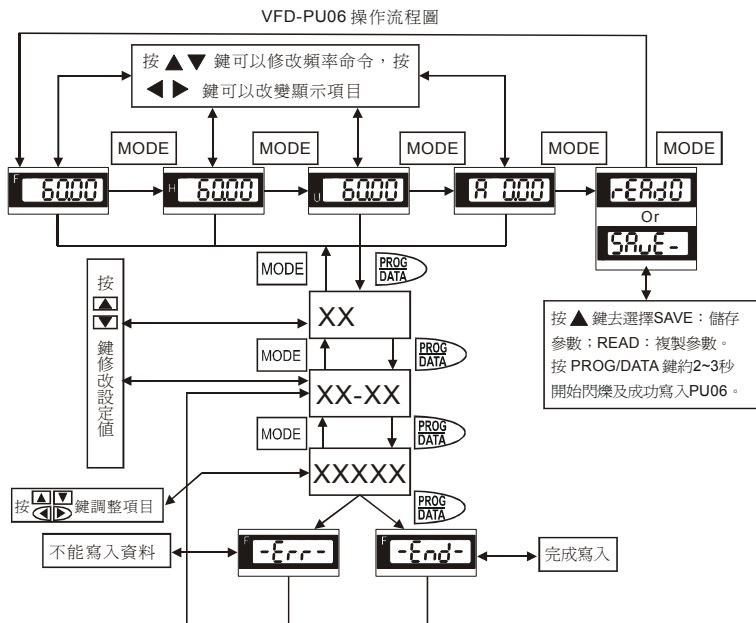 VFD-PU06 操作流程圖
按 ▲ ▼ 鍵可以修改頻率命令，按
◀ ▶ 鍵可以改變顯示項目
MODE
MODE
MODE
MODE
MODE
F 60.00
H 60.00
U 60.00
A 0.00
rEAd0
Or
SAvE-
MODE
PROG
DATA
按
▲
▼
鍵修改設定值
XX
按 ▲ 鍵去選擇SAVE：儲存
參數；READ：複製參數。
按 PROG/DATA 鍵約2~3秒
開始閃爍及成功寫入PU06。
MODE
PROG
DATA
XX-XX
MODE
PROG
DATA
XXXXX
按 ▲ ▼ ◀ ▶ 鍵調整項目
PROG
DATA
不能寫入資料
F -Err-
F -End-
完成寫入